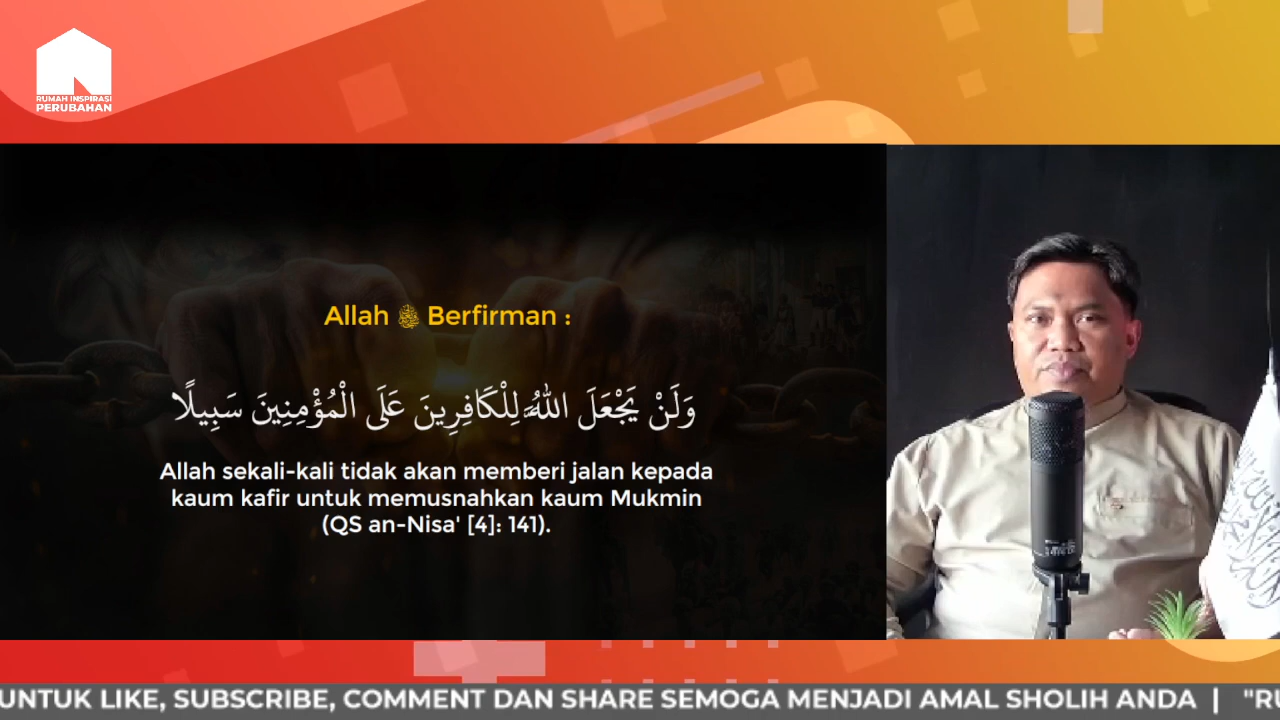 RUMAH INSPIRASI
PERUBAHAN
Allah ﷻ Berfirman :
وَلَنْ يَجْعَلَ اللهُ لِلْكَافِرِينَ عَلَى الْمُؤْمِنِينَ سَبِيلًا
Allah sekali-kali tidak akan memberi jalan kepada
kaum kafir untuk memusnahkan kaum Mukmin
(QS an-Nisa' [4]: 141).
UNTUK LIKE, SUBSCRIBE, COMMENT DAN SHARE SEMOGA MENJADI AMAL SHOLIH ANDA | "RU